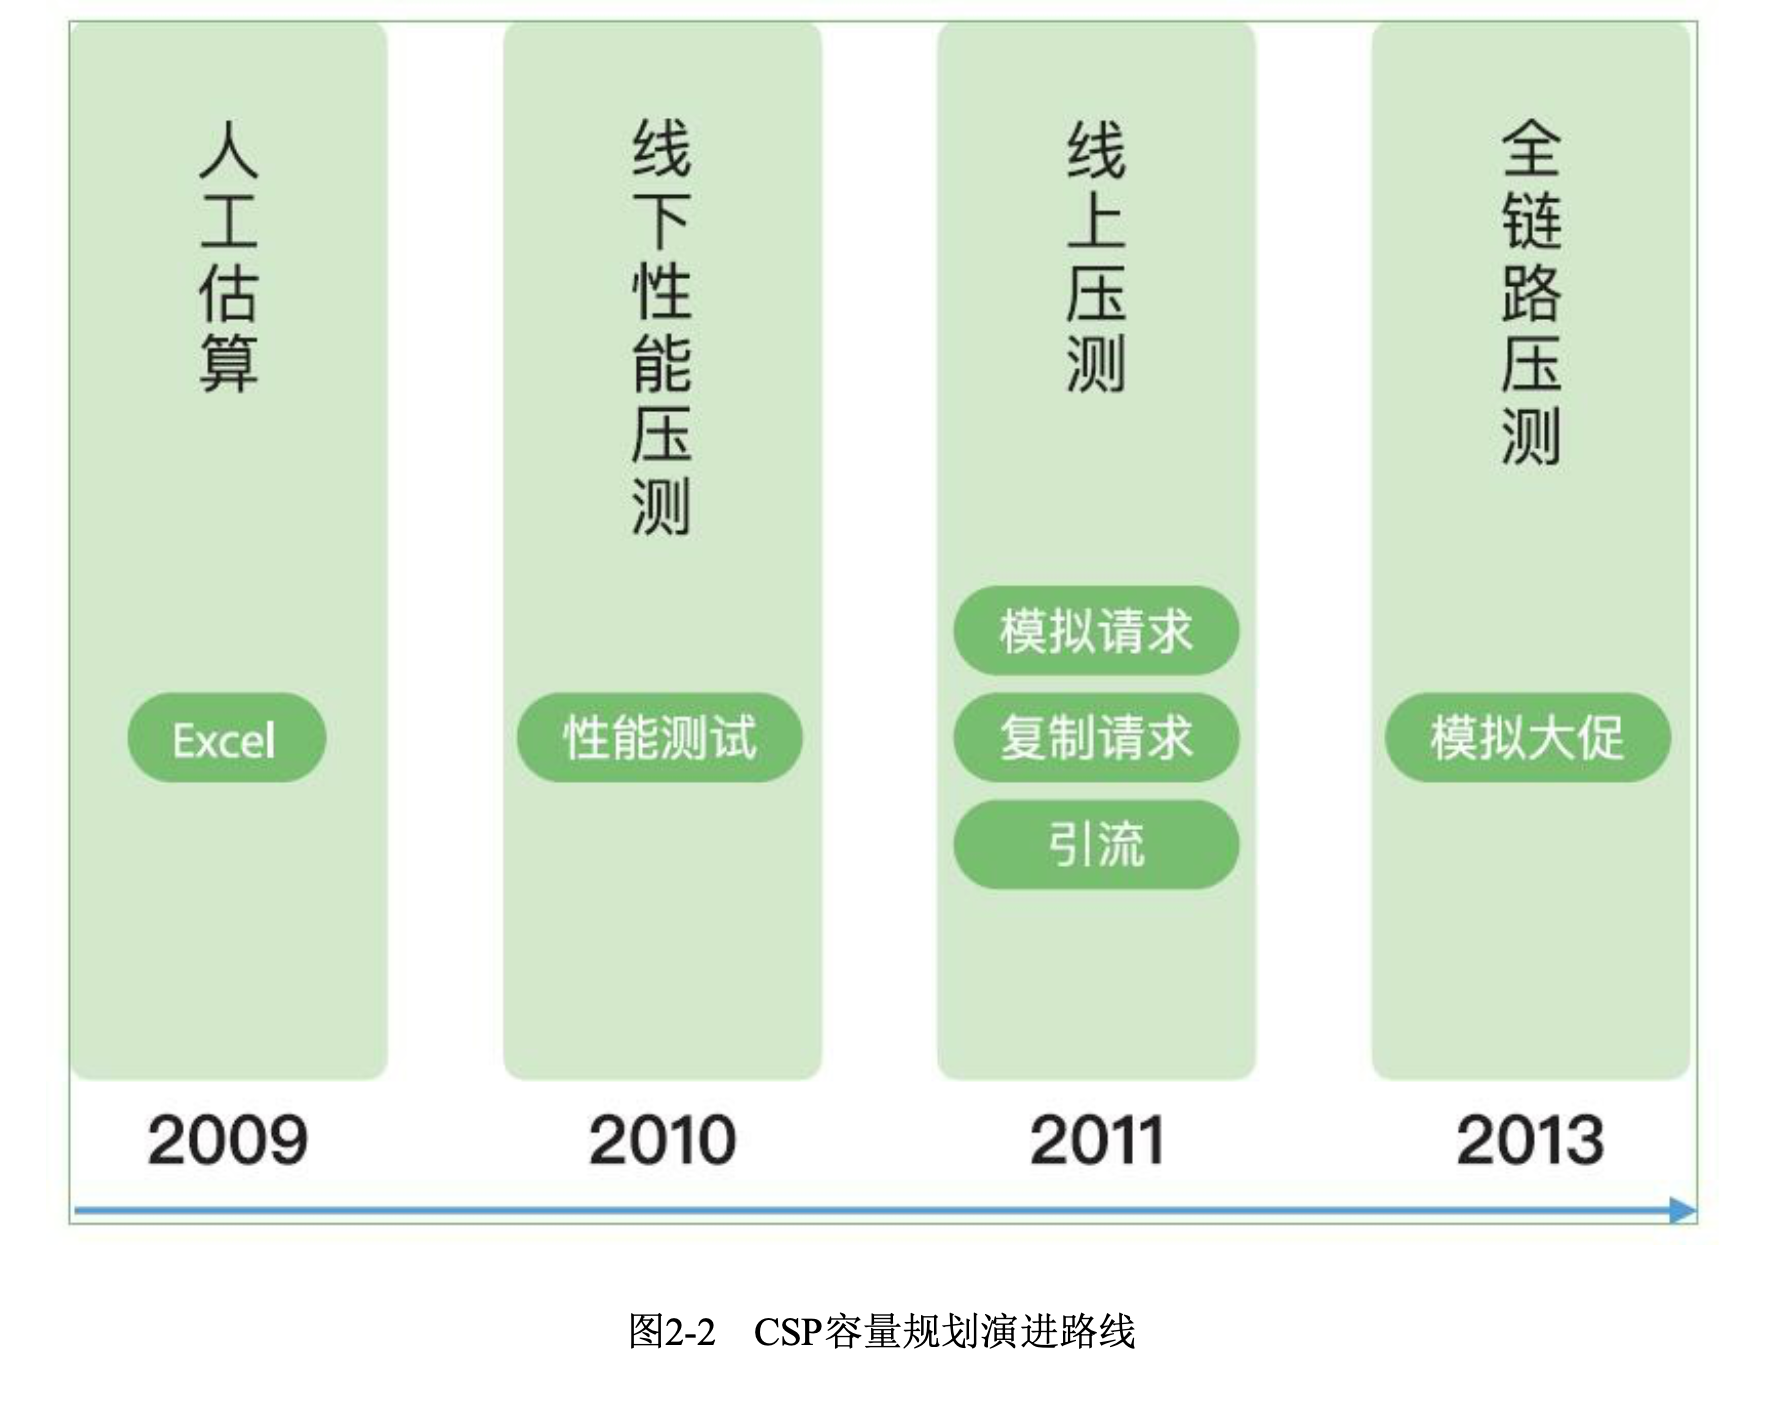 人工估算
Excel
2009
线下性能压测
性能测试
2010
线上压测
模拟请求
复制请求
引流
2011
全链路压测
模拟大促
2013
图2-2 CSP容量规划演进路线